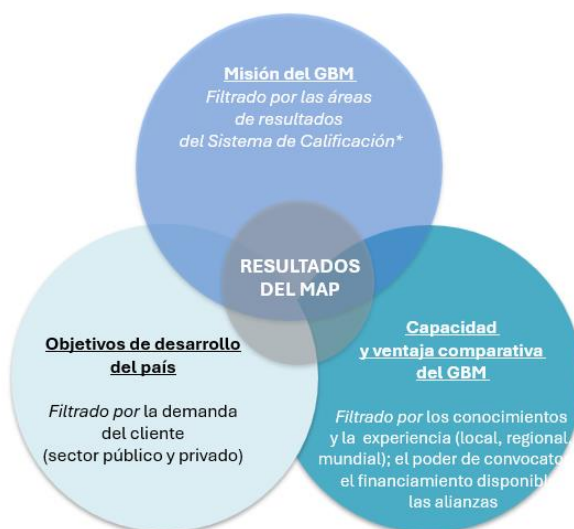 Misión del GBM
Filtrado por las áreas
de resultados
del Sistema de Calificación*
RESULTADOS
DEL MAP
Objetivos de desarrollo
del país
Filtrado por la demanda
del cliente
(sector público y privado)
Capacidad
y ventaja comparativa
del GBM
Filtrado por los conocimientos
y la experiencia (local, regional,
mundial); el poder de convocato
el financiamiento disponibl
las alianzas